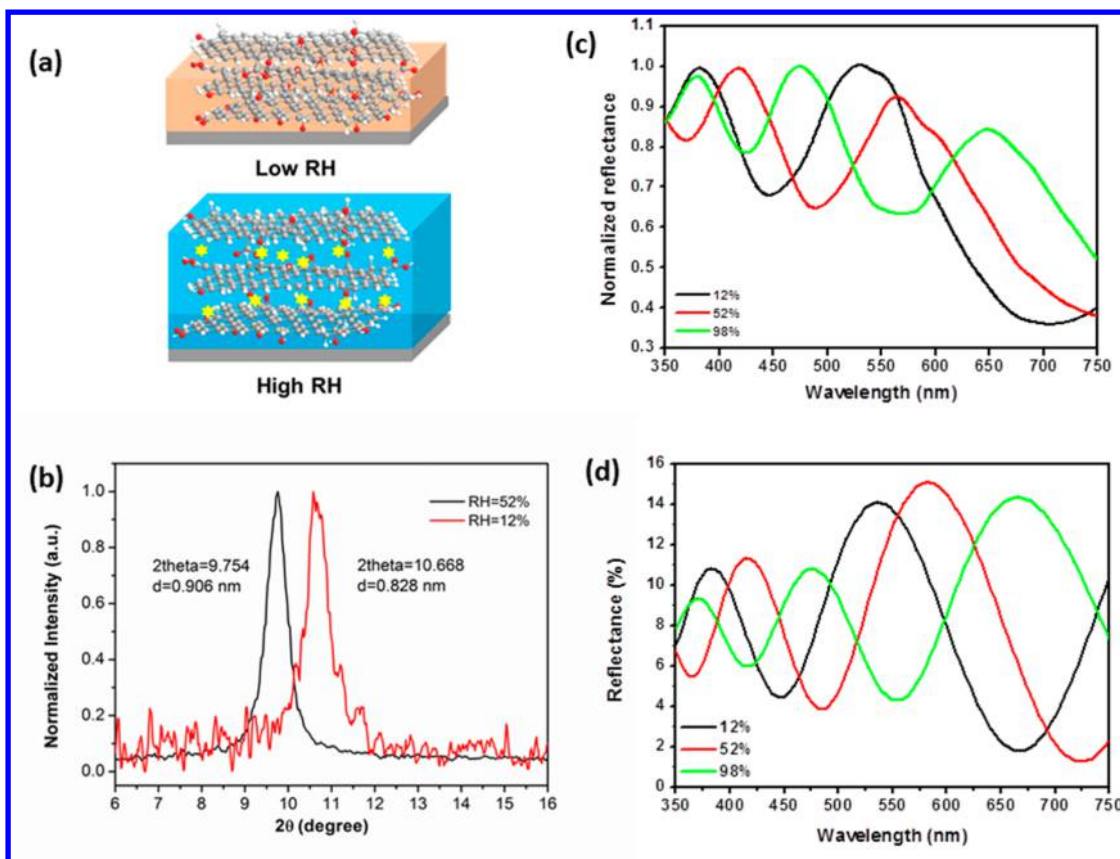 (a)
Low RH
High RH
(b)
Normalized Intensity (a.u.)
1.0
0.8
0.6
0.4
0.2
0.0
2theta=9.754
d=0.906 nm
RH=52%
RH=12%
2theta=10.668
d=0.828 nm
6 7 8 9 10 11 12 13 14 15 16
2θ (degree)
(c)
Normalized reflectance
1.1
1.0
0.9
0.8
0.7
0.6
0.5
0.4
0.3
12%
52%
98%
350 400 450 500 550 600 650 700 750
Wavelength (nm)
(d)
Reflectance (%)
16
14
12
10
8
6
4
2
0
12%
52%
98%
350 400 450 500 550 600 650 700 750
Wavelength (nm)